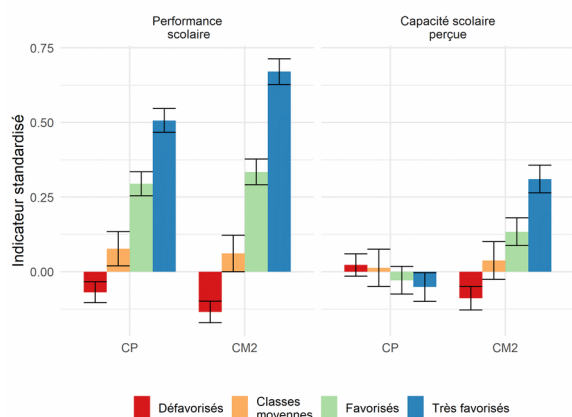 Performance
scolaire
Capacité scolaire
perçue
Indicateur standardisé
0.75
0.50
0.25
0.00
CP
CM2
CP
CM2
Défavorisés
Classes
moyennes
Favorisés
Très favorisés